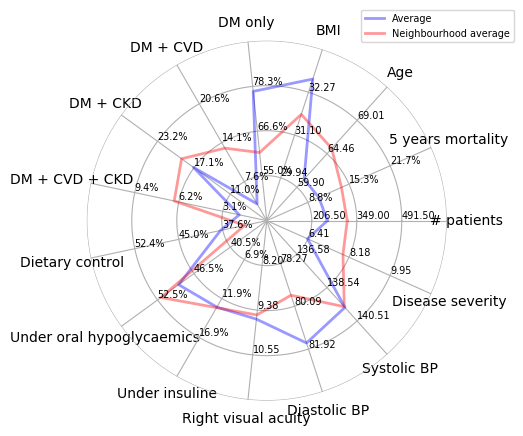 Average
Neighbourhood average
DM only
BMI
Age
5 years mortality
# patients
Disease severity
Systolic BP
Diastolic BP
Right visual acuity
Under insuline
Under oral hypoglycaemics
Dietary control
DM + CVD + CKD
DM + CKD
DM + CVD
206.50
349.00
491.50
8.8%
15.3%
21.7%
59.90
64.46
69.01
29.94
31.10
32.27
55.0%
66.6%
78.3%
7.6%
14.1%
20.6%
11.0%
17.1%
23.2%
3.1%
6.2%
9.4%
37.6%
45.0%
52.4%
40.5%
46.5%
52.5%
6.9%
11.9%
16.9%
8.20
9.38
10.55
78.27
80.09
81.92
136.58
138.54
140.51
6.41
8.18
9.95